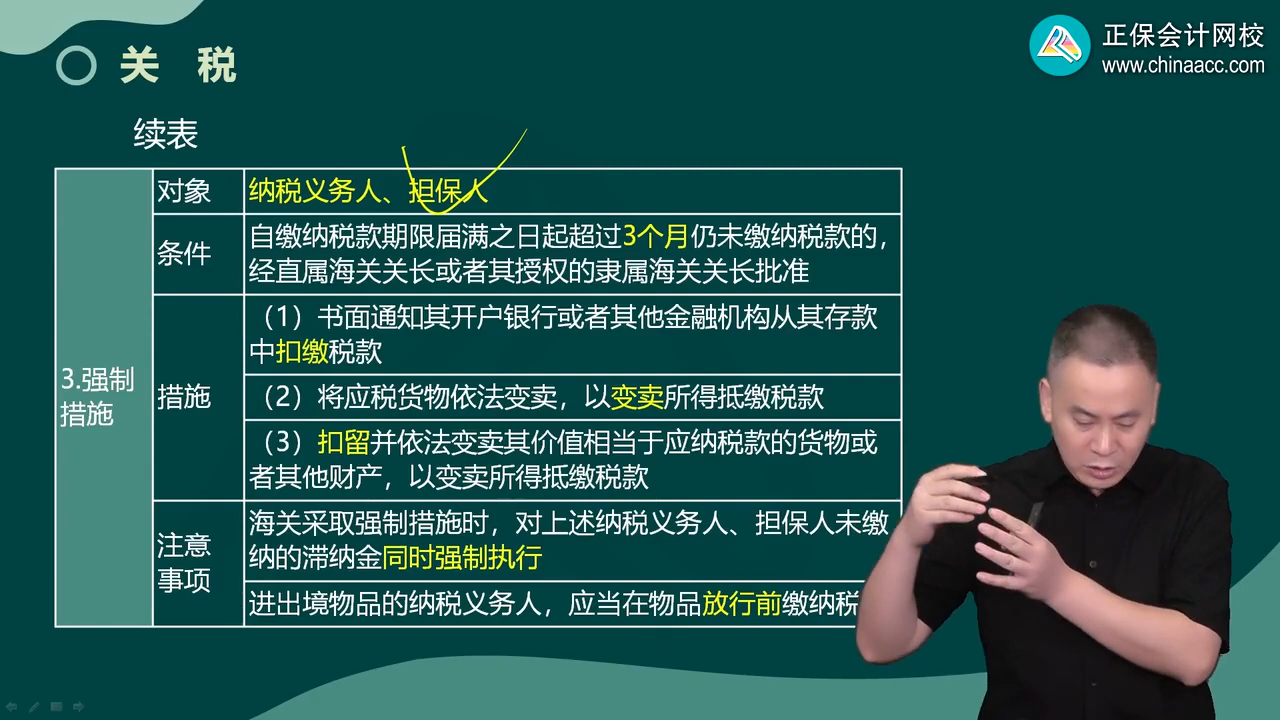 关 税
正保会计网校
www.chinaacc.com
续表
3.强制
措施
对象
纳税义务人、担保人
条件
自缴纳税款期限届满之日起超过3个月仍未缴纳税款的，
经直属海关关长或者其授权的隶属海关关长批准
措施
（1）书面通知其开户银行或者其他金融机构从其存款
中扣缴税款
（2）将应税货物依法变卖，以变卖所得抵缴税款
（3）扣留并依法变卖其价值相当于应纳税款的货物或
者其他财产，以变卖所得抵缴税款
注意
事项
海关采取强制措施时，对上述纳税义务人、担保人未缴
纳的滞纳金同时强制执行
进出境物品的纳税义务人，应当在物品放行前缴纳税